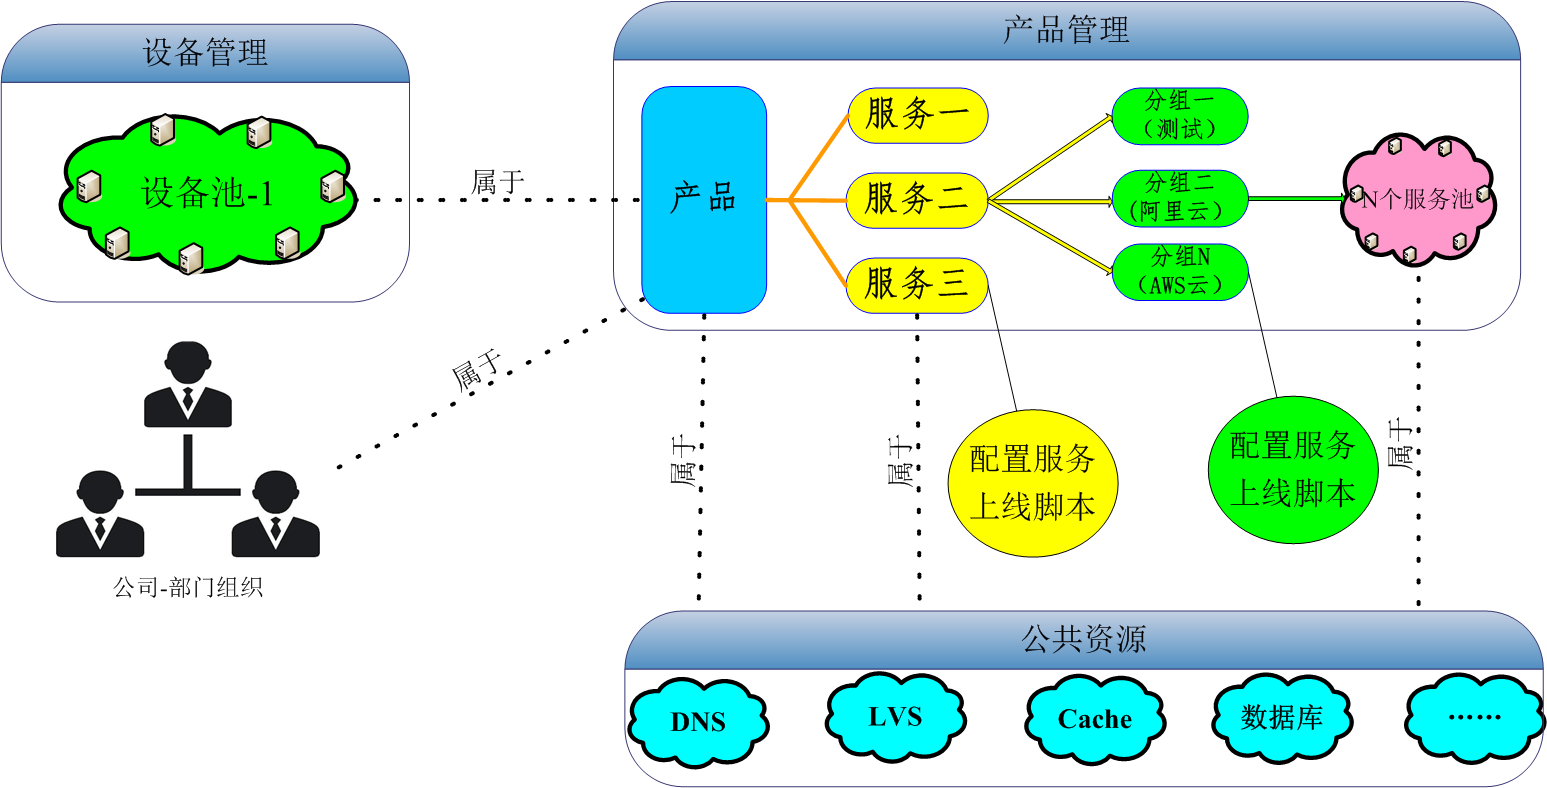 设备管理
设备池-1
属于
产品管理
产品
服务一
服务二
服务三
分组一
（测试）
分组二
(阿里云)
分组N
（AWS云）
N个服务池
属于
公司-部门组织
属于
属于
配置服务
上线脚本
配置服务
上线脚本
属于
公共资源
DNS
LVS
Cache
数据库
……